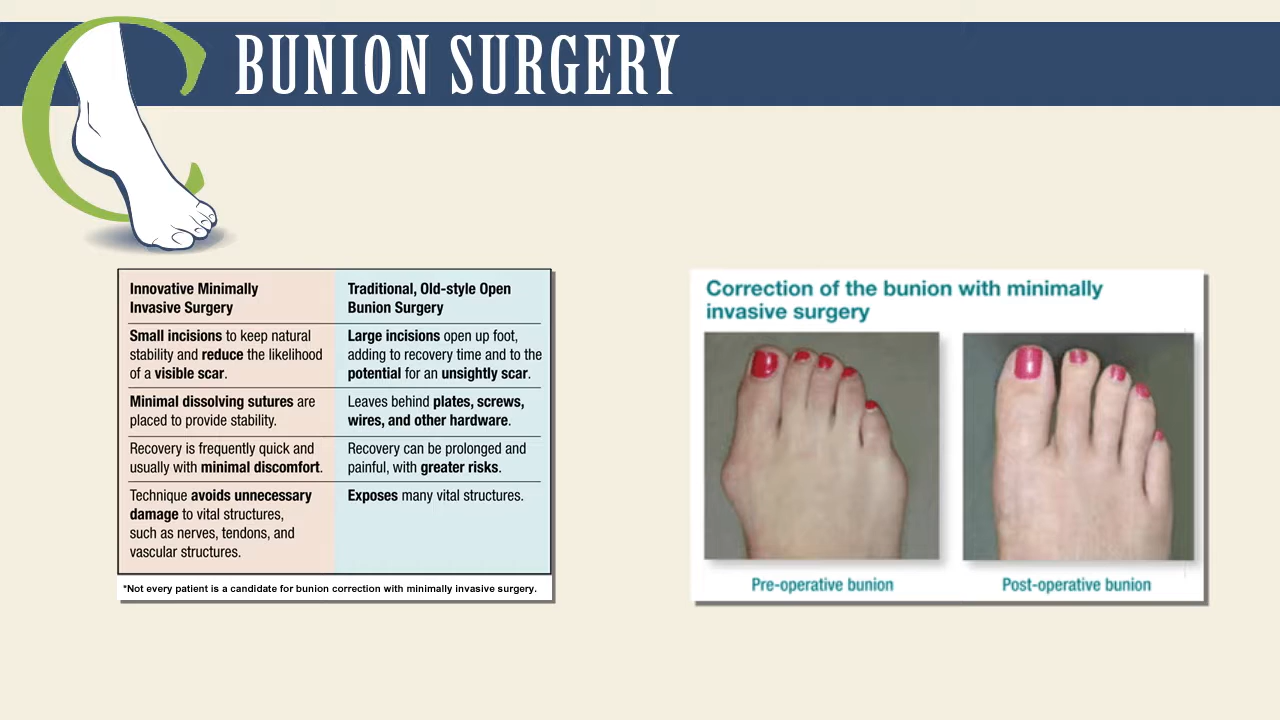 BUNION SURGERY
Innovative Minimally
Invasive Surgery
Traditional, Old-style Open
Bunion Surgery
Small incisions to keep natural
stability and reduce the likelihood
of a visible scar.
Large incisions open up foot,
adding to recovery time and to the
potential for an unsightly scar.
Minimal dissolving sutures are
placed to provide stability.
Leaves behind plates, screws,
wires, and other hardware.
Recovery is frequently quick and
usually with minimal discomfort.
Recovery can be prolonged and
painful, with greater risks.
Technique avoids unnecessary
damage to vital structures,
such as nerves, tendons, and
vascular structures.
Exposes many vital structures.
*Not every patient is a candidate for bunion correction with minimally invasive surgery.
Correction of the bunion with minimally
invasive surgery
Pre-operative bunion
Post-operative bunion